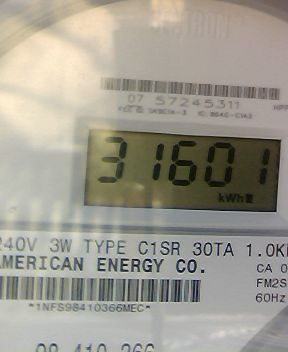 ITRON
07 57245311
31601
kWh
240V 3W TYPE C1SR 30TA 1.0K
AMERICAN ENERGY CO.
CA 0
FM2S
60Hz
*1NFS98410366MEC*